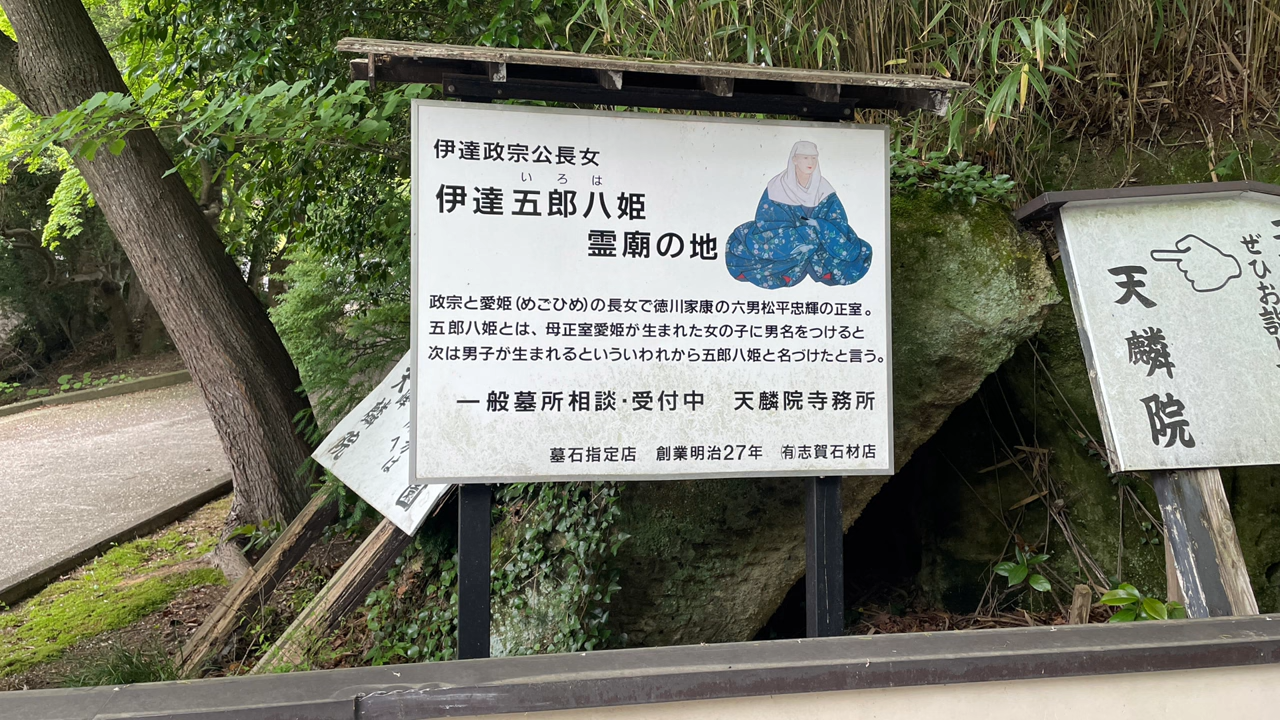 伊達政宗公長女
いろは
伊達五郎八姫
霊廟の地
政宗と愛姫(めごひめ)の長女で徳川家康の六男松平忠輝の正室。
五郎八姫とは、母正室愛姫が生まれた女の子に男名をつけると
次は男子が生まれるといういわれから五郎八姫と名づけたと言う。
一般墓所相談・受付中 天麟院寺務所
墓石指定店 創業明治27年 ㈲志賀石材店
ぜひお詣り
天麟院